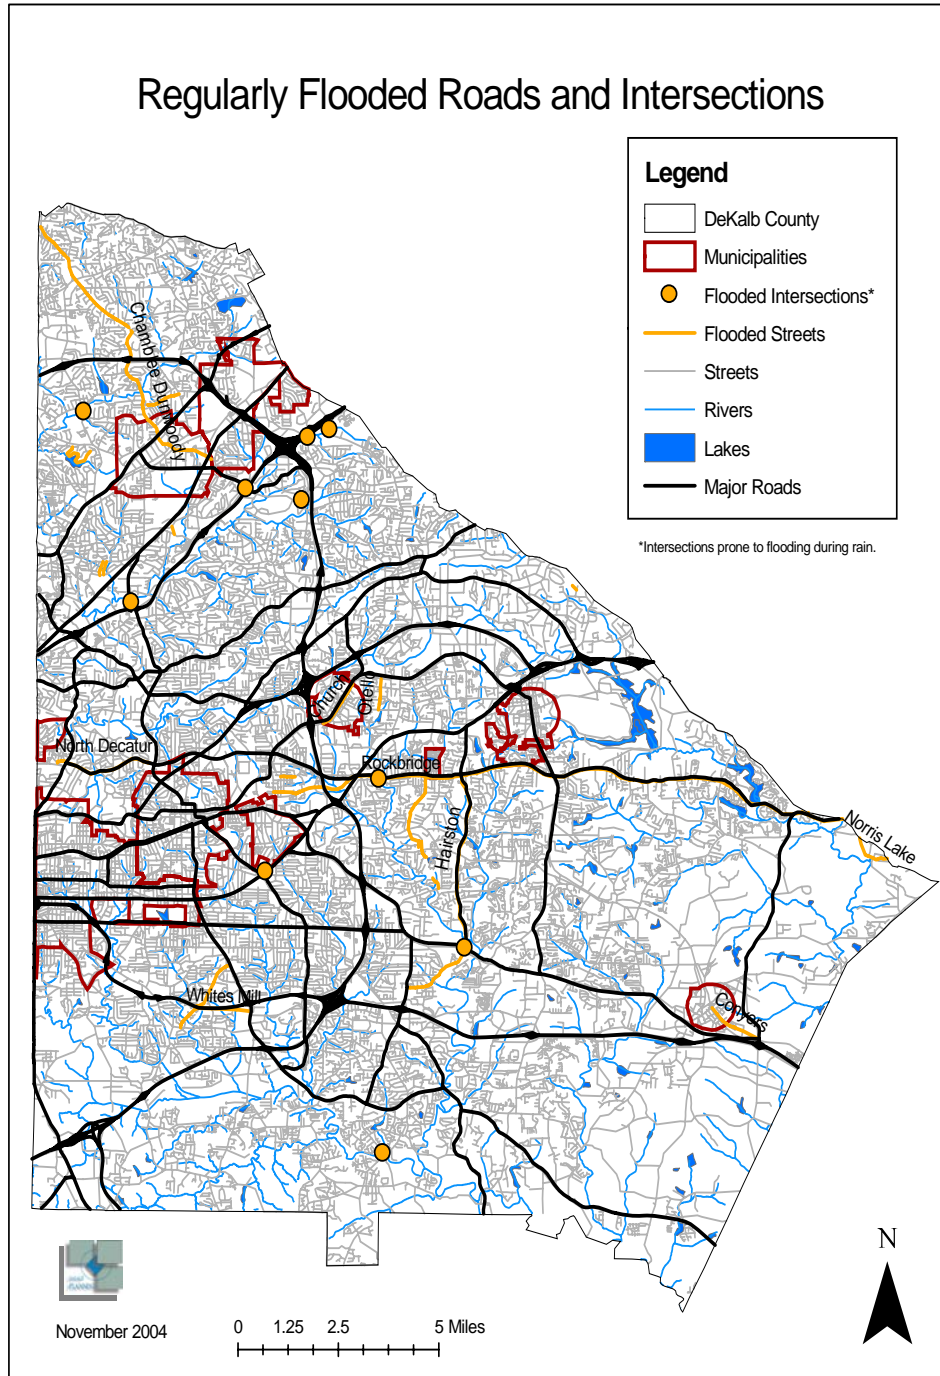 Regularly Flooded Roads and Intersections
Legend
DeKalb County
Municipalities
Flooded Intersections*
Flooded Streets
Streets
Rivers
Lakes
Major Roads
*Intersections prone to flooding during rain.
Chamblee Dunwoody
Church
Otello
North Decatur
Rockbridge
Hairston
Norris Lake
Whites Mill
Conyers
N
November 2004
0 1.25 2.5 5 Miles